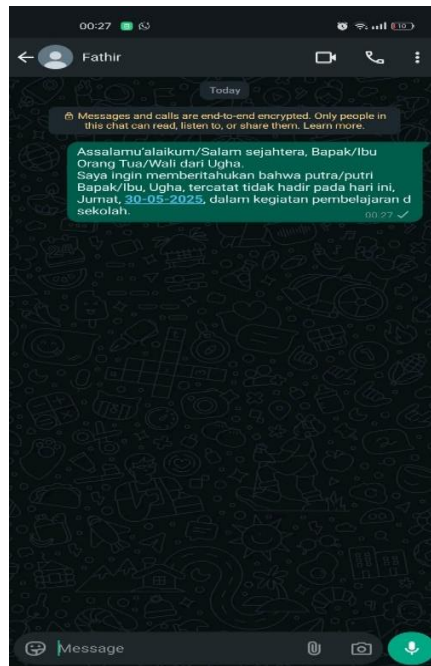 00:27
Fathir
Today
Messages and calls are end-to-end encrypted. Only people in
this chat can read, listen to, or share them. Learn more.
Assalamu'alaikum/Salam sejahtera, Bapak/Ibu
Orang Tua/Wali dari Ugha.
Saya ingin memberitahukan bahwa putra/putri
Bapak/Ibu, Ugha, tercatat tidak hadir pada hari ini,
Jumat, 30-05-2025, dalam kegiatan pembelajaran d
sekolah.
00.27
Message